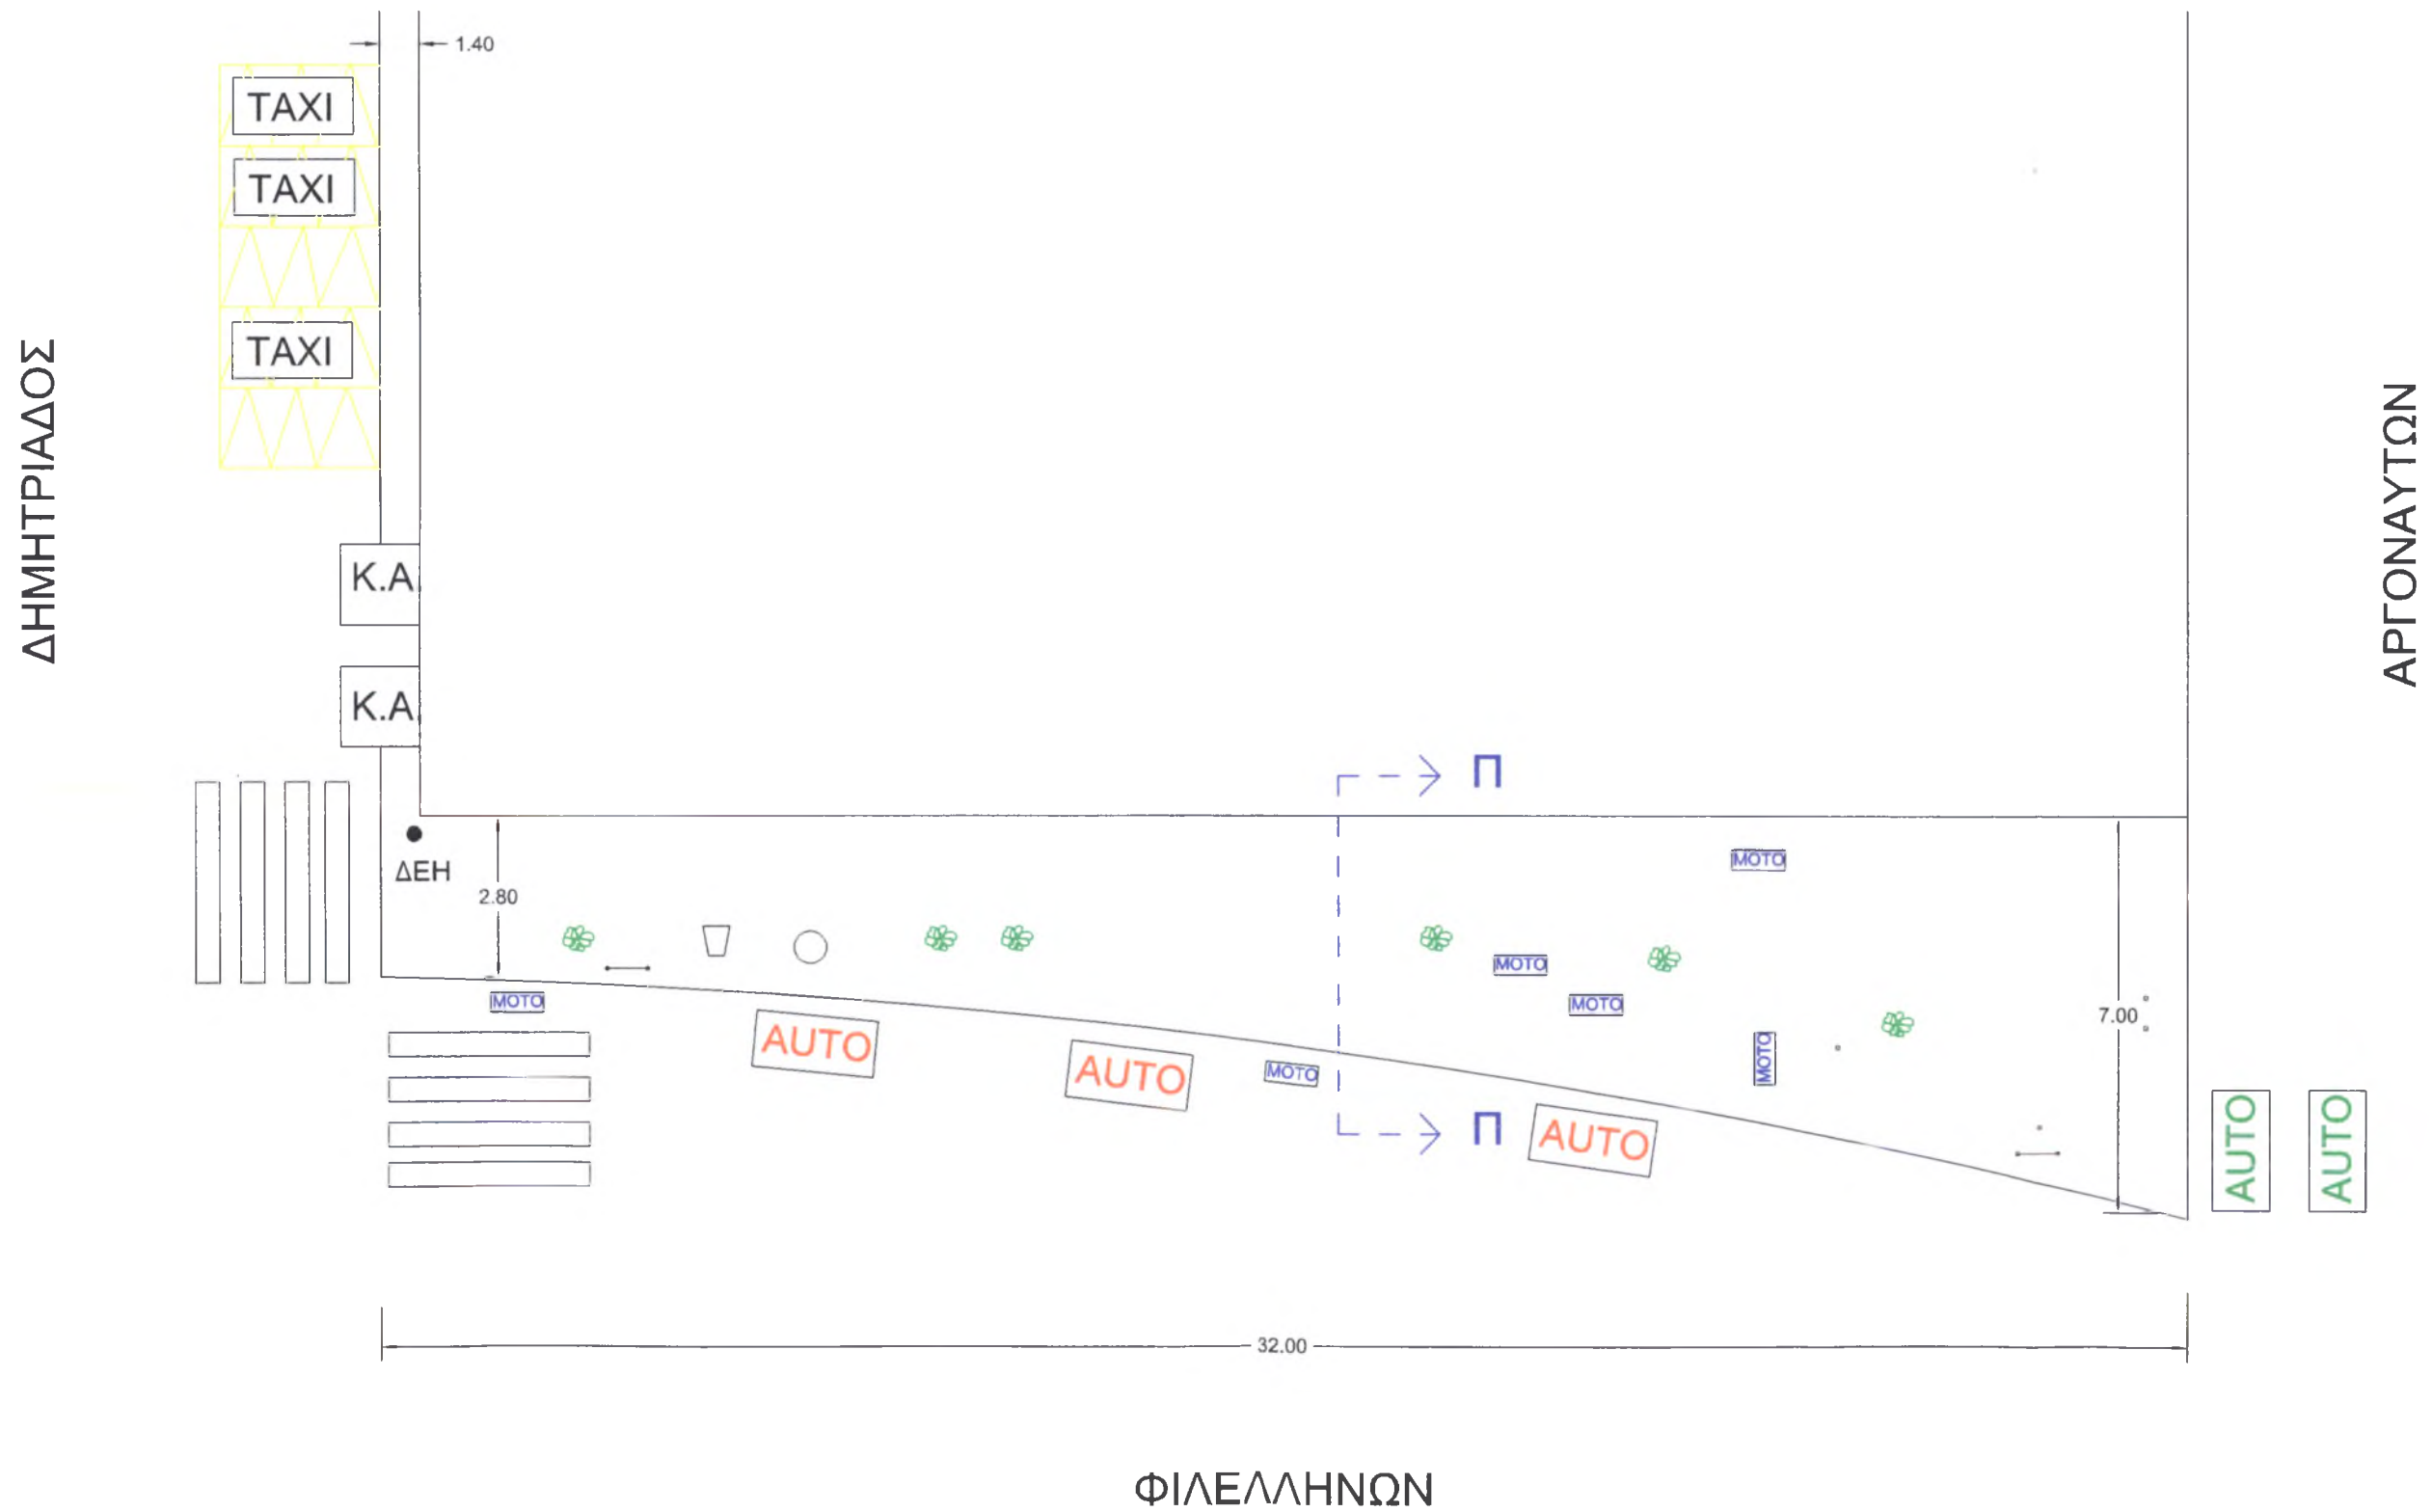 1.40
TAXI
TAXI
TAXI
ΔΗΜΗΤΡΙΑΔΟΣ
ΑΡΓΟΝΑΥΤΩΝ
Κ.Α
Κ.Α
Π
ΔΕΗ
2.80
MOTO
MOTO
MOTO
MOTO
MOTO
MOTO
7.00
AUTO
AUTO
AUTO
Π
AUTO
AUTO
32.00
ΦΙΛΕΛΛΗΝΩΝ